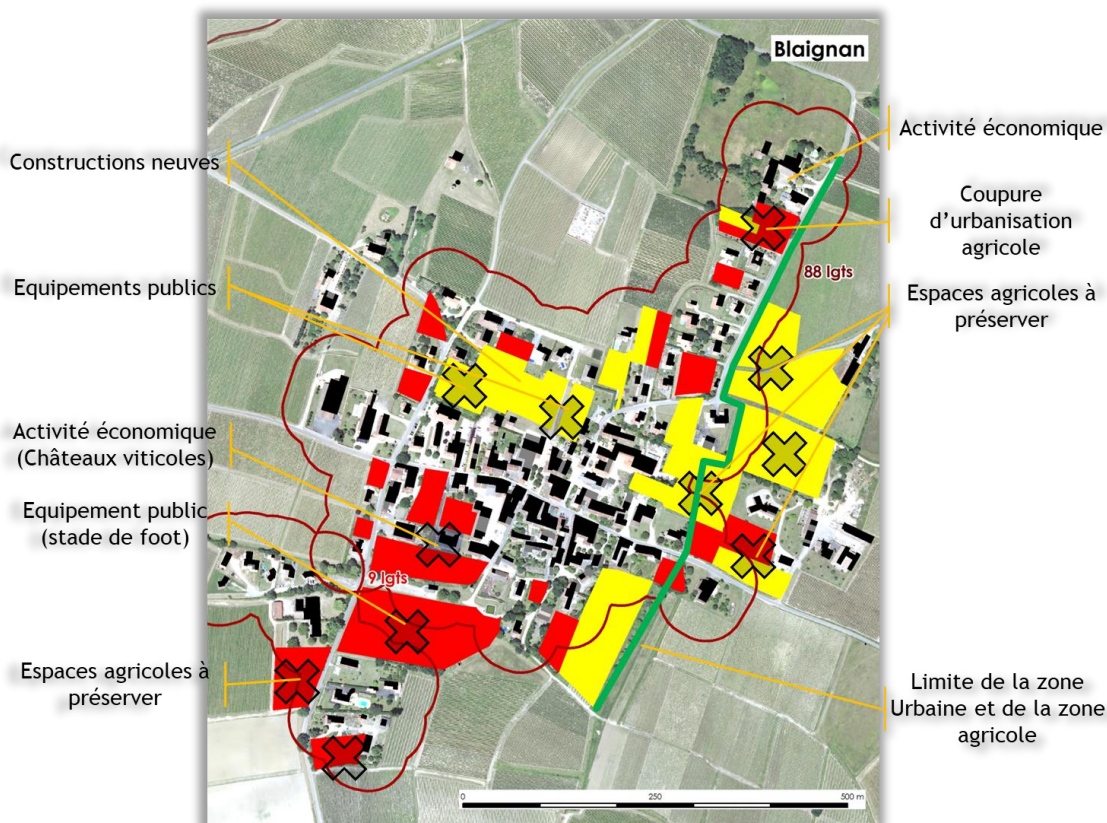 Blaignan
Constructions neuves
Equipements publics
Activité économique
(Châteaux viticoles)
Equipement public
(stade de foot)
Espaces agricoles à
préserver
Activité économique
Coupure
d'urbanisation
agricole
Espaces agricoles à
préserver
Limite de la zone
Urbaine et de la zone
agricole
88 lgts
9 lgts
0 250 500 m